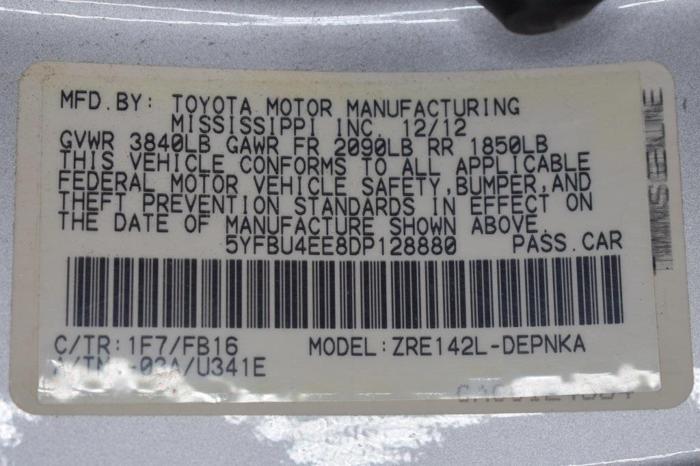 MFD.BY: TOYOTA MOTOR MANUFACTURING
MISSISSIPPI INC. 12/12
GVWR 3840LB GAWR FR 2090LB RR 1850LB
THIS VEHICLE CONFORMS TO ALL APPLICABLE
FEDERAL MOTOR VEHICLE SAFETY,BUMPER,AND
THEFT PREVENTION STANDARDS IN EFFECT ON
THE DATE OF MANUFACTURE SHOWN ABOVE.
5YFBU4EE8DP128880 PASS.CAR
C/TR:1F7/FB16 MODEL:ZRE142L-DEPNKA
-02A/U341E